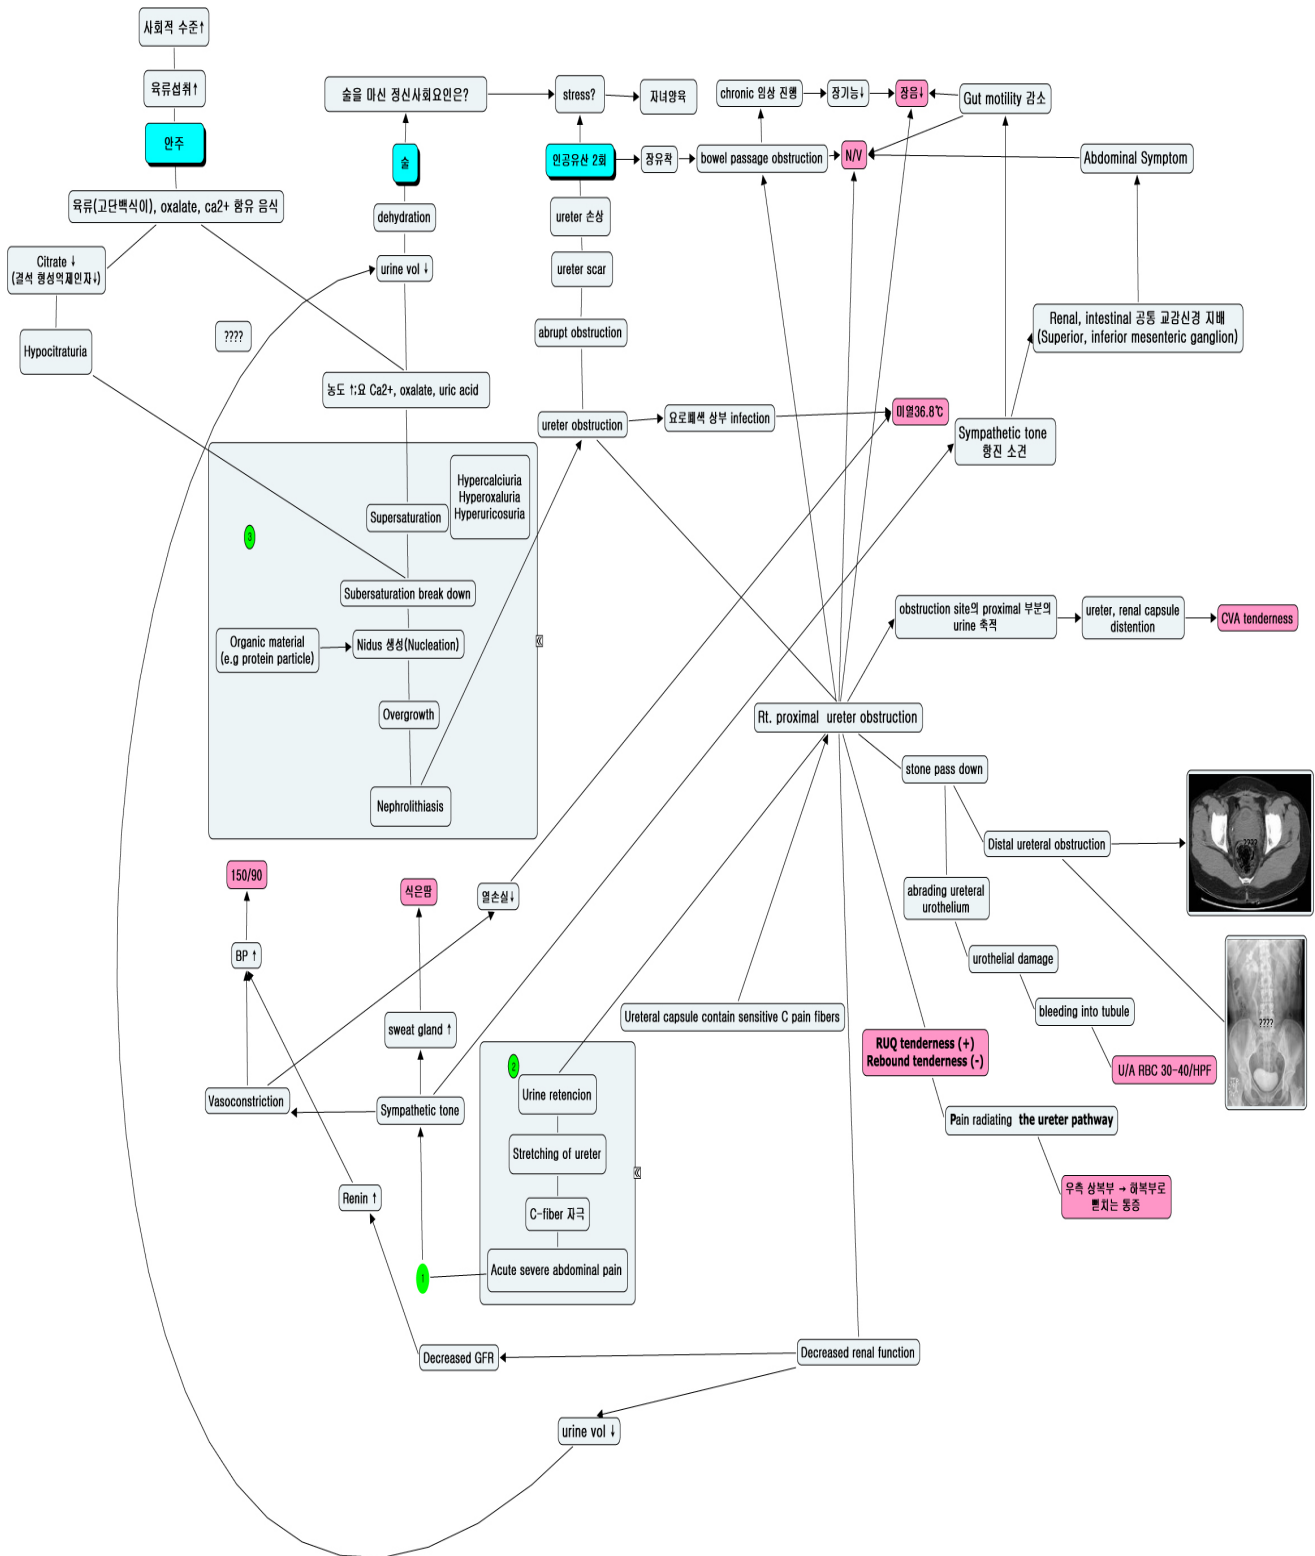 사회적 수준↑
육류섭취↑
안주
육류(고단백식이), oxalate, ca2+ 함유 음식
Citrate ↓
(결석 형성억제인자↓)
Hypocitraturia
????
술을 마신 정신사회요인은?
술
dehydration
urine vol ↓
농도 ↑;요 Ca2+, oxalate, uric acid
stress?
자녀양육
인공유산 2회
장유착
bowel passage obstruction
N/V
chronic 임상 진행
장기능↓
장음↓
Gut motility 감소
Abdominal Symptom
ureter 손상
ureter scar
abrupt obstruction
ureter obstruction
요로폐색 상부 infection
미열36.8℃
Renal, intestinal 공통 교감신경 지배
(Superior, inferior mesenteric ganglion)
Sympathetic tone
항진 소견
3
Hypercalciuria
Hyperoxaluria
Hyperuricosuria
Supersaturation
Subersaturation break down
Organic material
(e.g protein particle)
Nidus 생성(Nucleation)
Overgrowth
Nephrolithiasis
obstruction site의 proximal 부분의
urine 축적
ureter, renal capsule
distention
CVA tenderness
Rt. proximal  ureter obstruction
stone pass down
Distal ureteral obstruction
????
abrading ureteral
urothelium
urothelial damage
bleeding into tubule
U/A RBC 30-40/HPF
????
150/90
BP ↑
식은땀
열손실↓
sweat gland ↑
Vasoconstriction
Sympathetic tone
Renin ↑
1
2
Urine retencion
Stretching of ureter
C-fiber 자극
Acute severe abdominal pain
Ureteral capsule contain sensitive C pain fibers
RUQ tenderness (+)
Rebound tenderness (-)
Pain radiating  the ureter pathway
우측 상복부 → 하복부로
뻗치는 통증
Decreased GFR
Decreased renal function
urine vol ↓